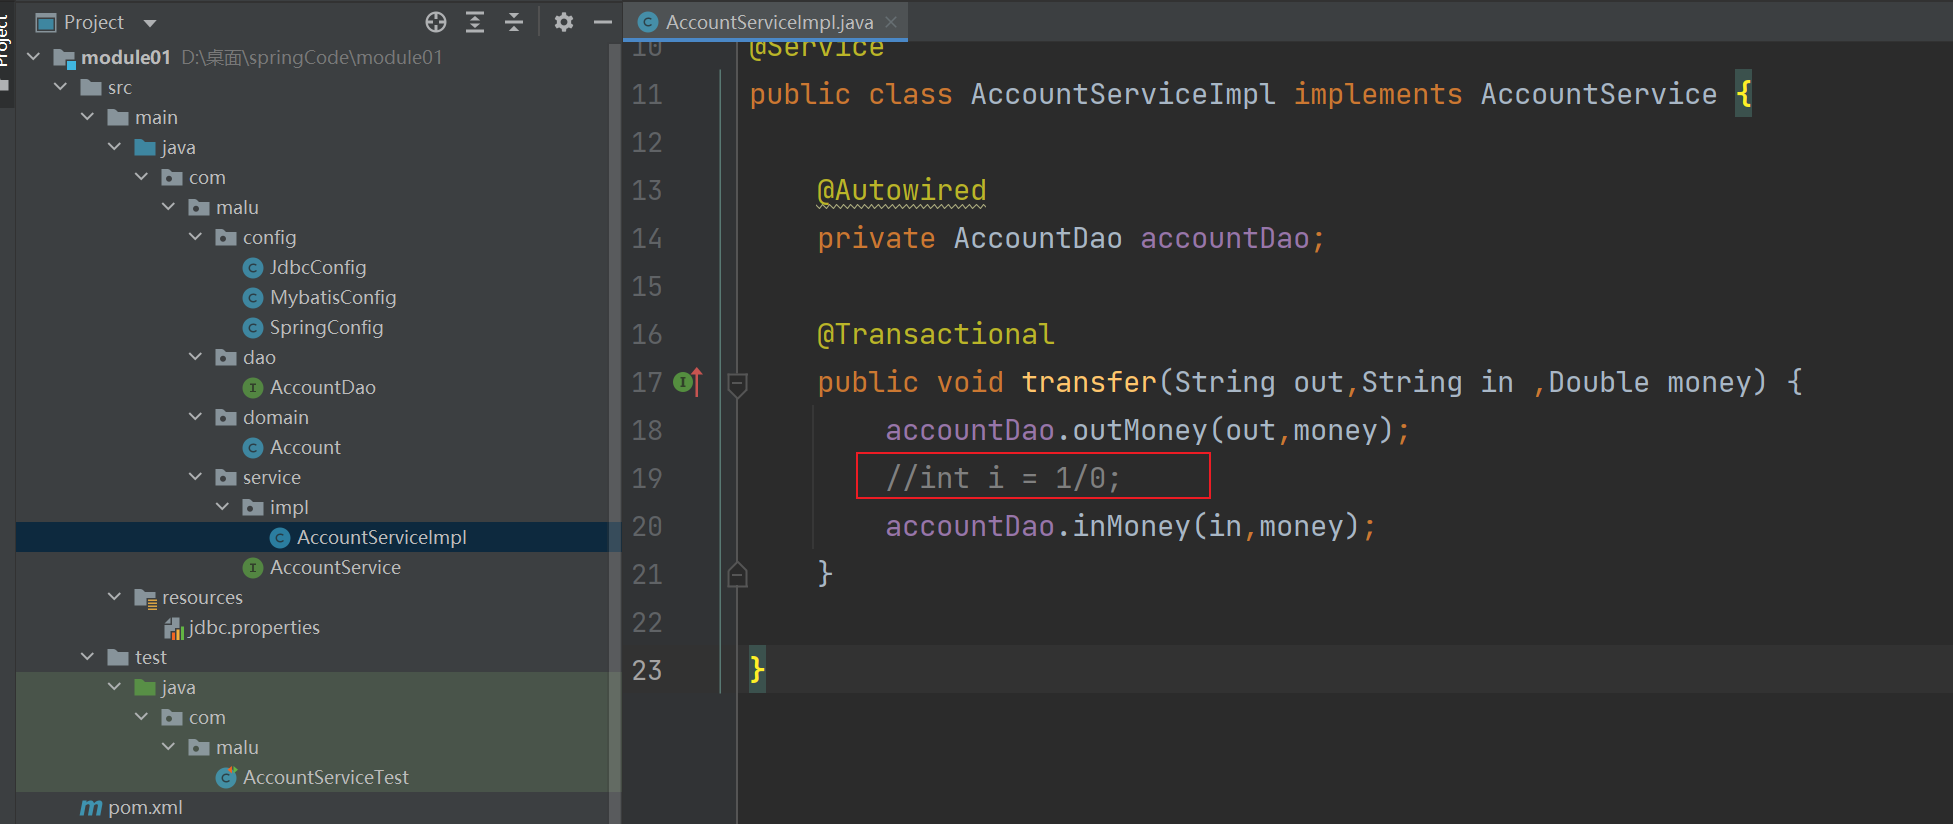 Project
Project
module01 D:\桌面\springCode\module01
src
main
java
com
malu
config
JdbcConfig
MybatisConfig
SpringConfig
dao
AccountDao
domain
Account
service
impl
AccountServiceImpl
AccountService
resources
jdbc.properties
test
java
com
malu
AccountServiceTest
pom.xml
AccountServiceImpl.java
10 @Service
11 public class AccountServiceImpl implements AccountService {
12
13 @Autowired
14 private AccountDao accountDao;
15
16 @Transactional
17 public void transfer(String out,String in ,Double money) {
18 accountDao.outMoney(out,money);
19 //int i = 1/0;
20 accountDao.inMoney(in,money);
21 }
22
23 }